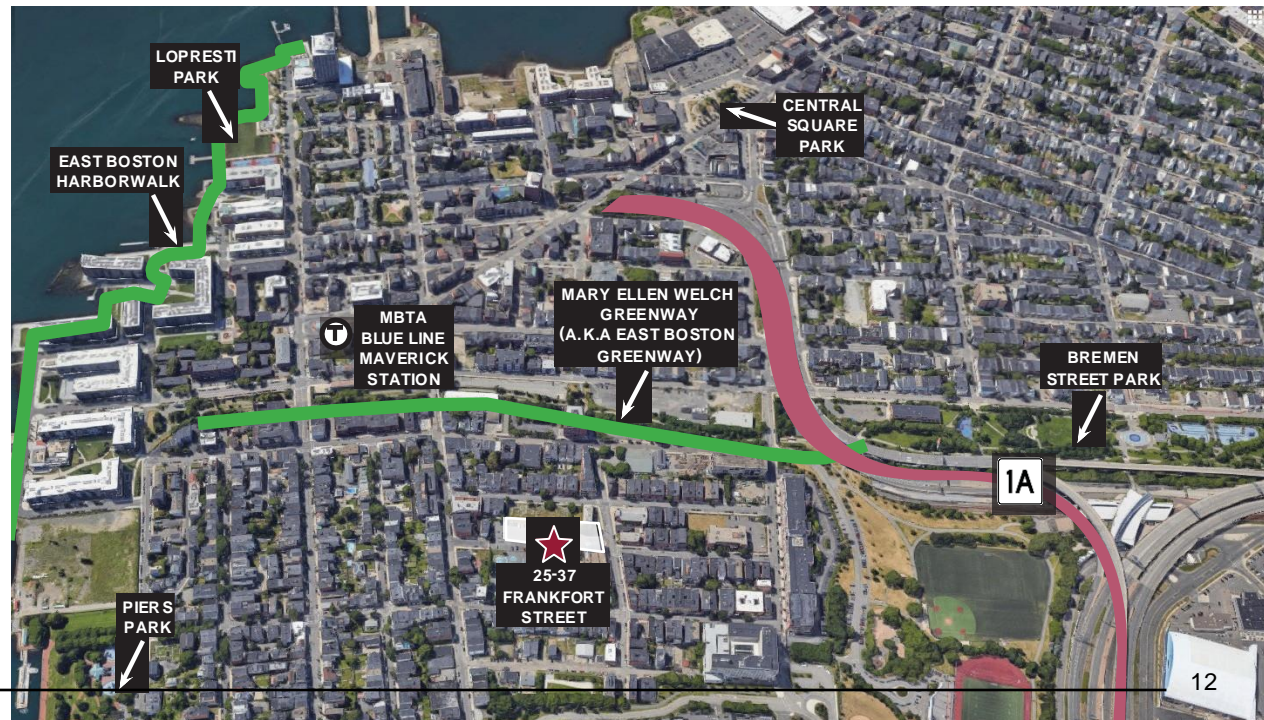 LOPRESTI
PARK
CENTRAL
SQUARE
PARK
EAST BOSTON
HARBORWALK
MARY ELLEN WELCH
GREENWAY
(A.K.A EAST BOSTON
GREENWAY)
T
MBTA
BLUE LINE
MAVERICK
STATION
BREMEN
STREET PARK
1A
25-37
FRANKFORT
STREET
PIERS
PARK
12